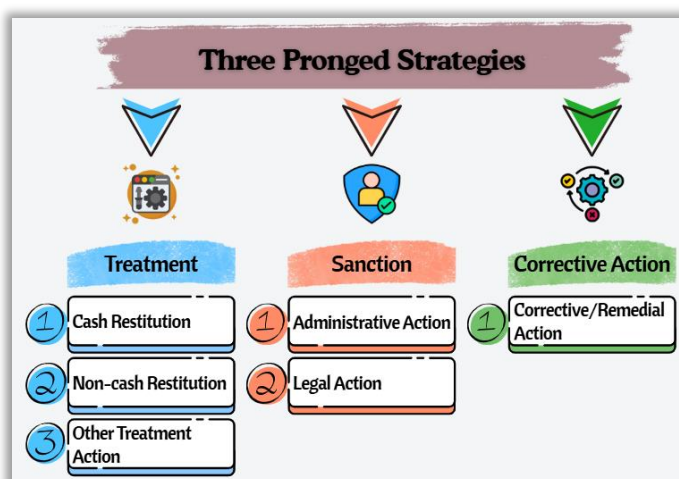 Three Pronged Strategies
Treatment
1
Cash Restitution
2
Non-cash Restitution
3
Other Treatment
Action
Sanction
1
Administrative Action
2
Legal Action
Corrective Action
1
Corrective/Remedial
Action